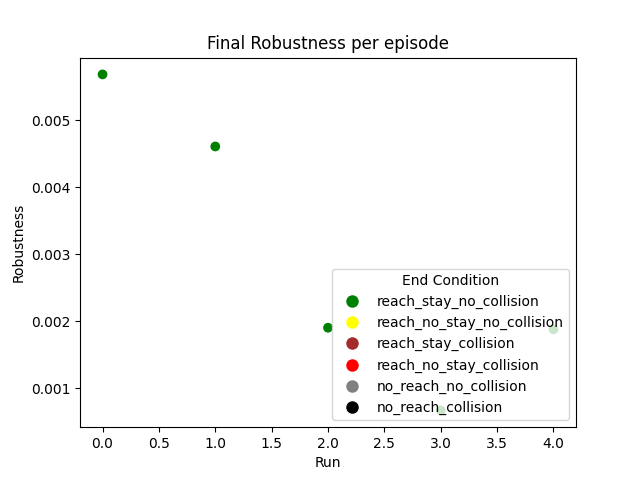 Final Robustness per episode
Robustness
0.005
0.004
0.003
0.002
0.001
End Condition
reach_stay_no_collision
reach_no_stay_no_collision
reach_stay_collision
reach_no_stay_collision
no_reach_no_collision
no_reach_collision
0.0 0.5 1.0 1.5 2.0 2.5 3.0 3.5 4.0
Run